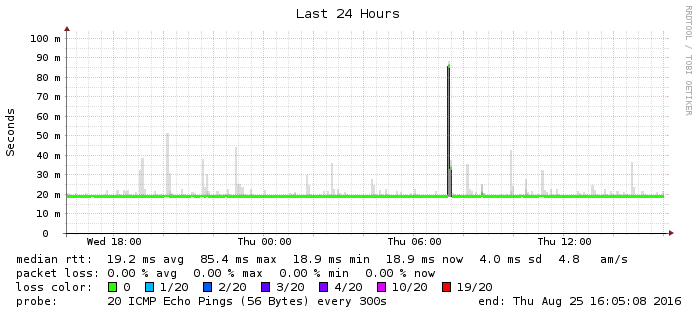 Last 24 Hours
RRDTOOL / TOBI OETIKER
Seconds
100 m
90 m
80 m
70 m
60 m
50 m
40 m
30 m
20 m
10 m
0
Wed 18:00 Thu 00:00 Thu 06:00 Thu 12:00
median rtt: 19.2 ms avg 85.4 ms max 18.9 ms min 18.9 ms now 4.0 ms sd 4.8 am/s
packet loss: 0.00 % avg 0.00 % max 0.00 % min 0.00 % now
loss color: 0 1/20 2/20 3/20 4/20 10/20 19/20
probe: 20 ICMP Echo Pings (56 Bytes) every 300s end: Thu Aug 25 16:05:08 2016